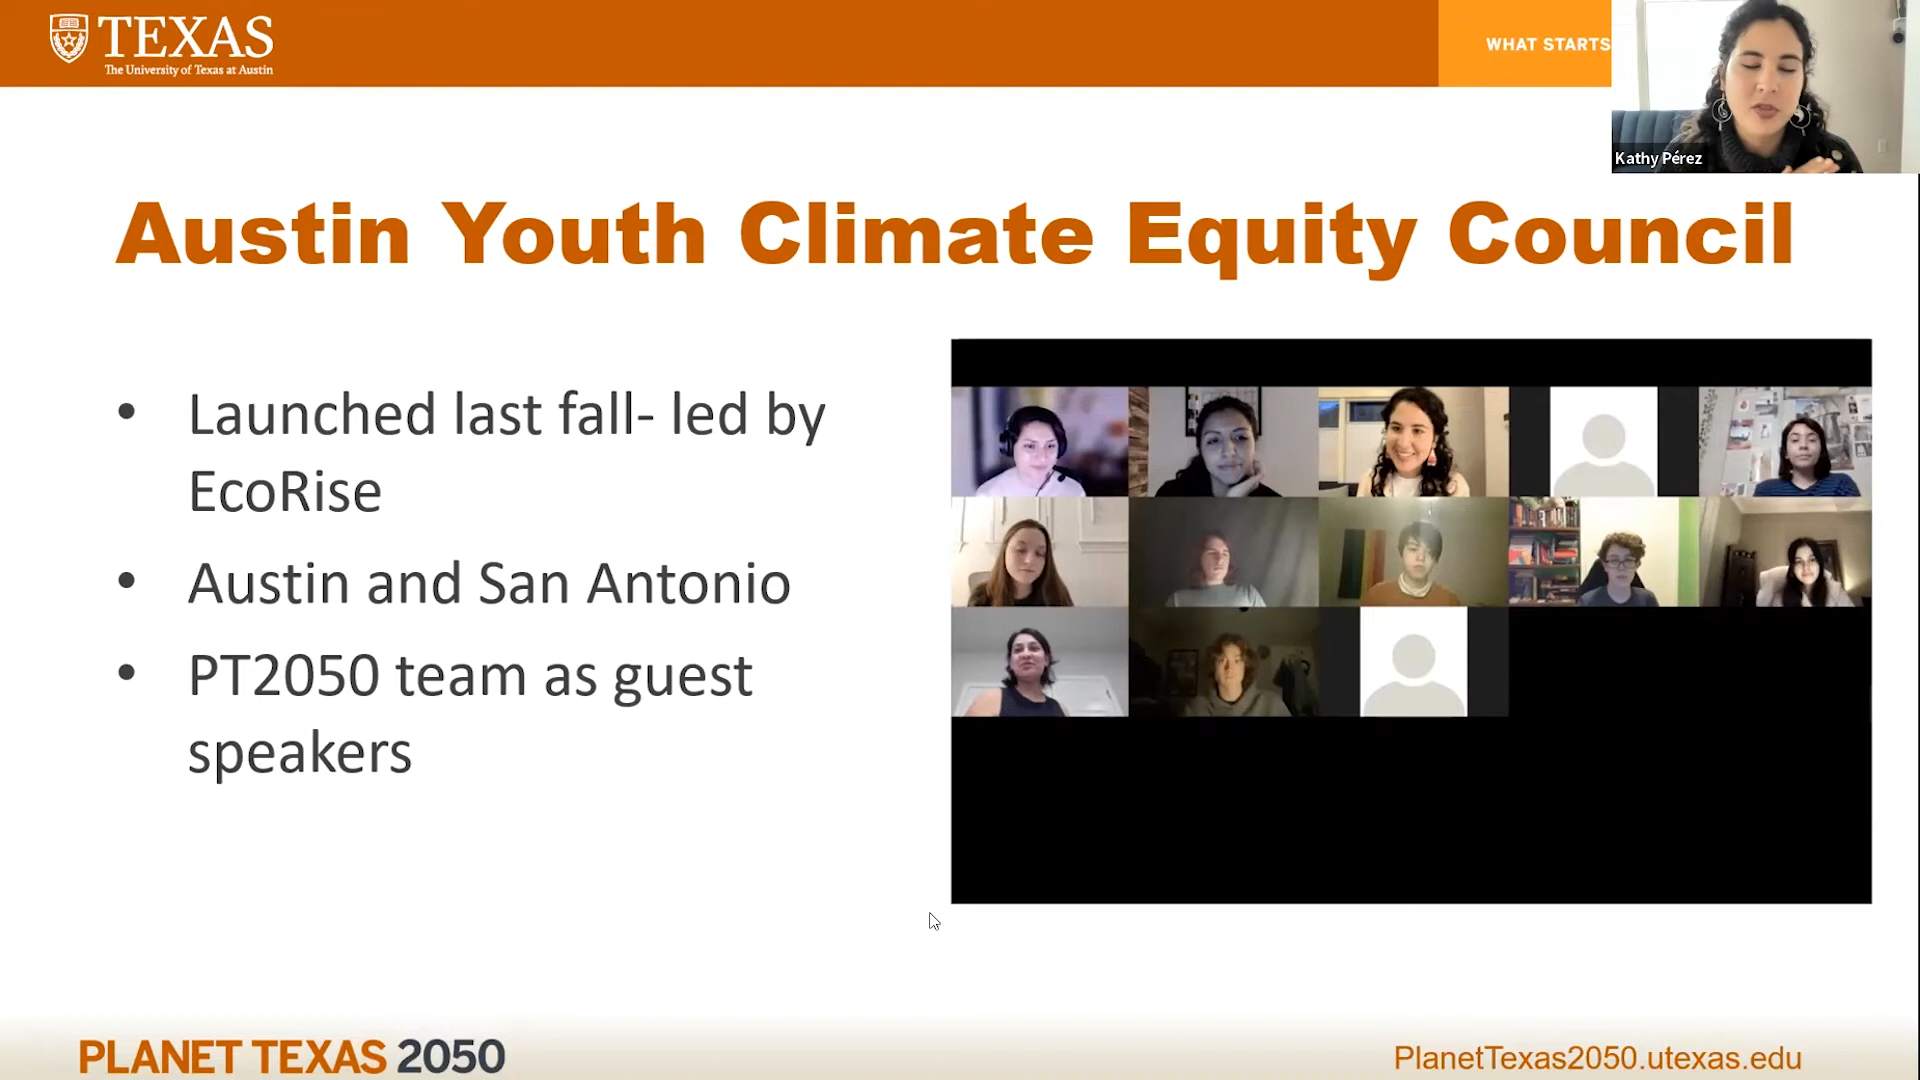 TEXAS
The University of Texas at Austin
WHAT STARTS
Kathy Pérez
Austin Youth Climate Equity Council
• Launched last fall- led by
EcoRise
• Austin and San Antonio
• PT2050 team as guest
speakers
PLANET TEXAS 2050
PlanetTexas2050.utexas.edu